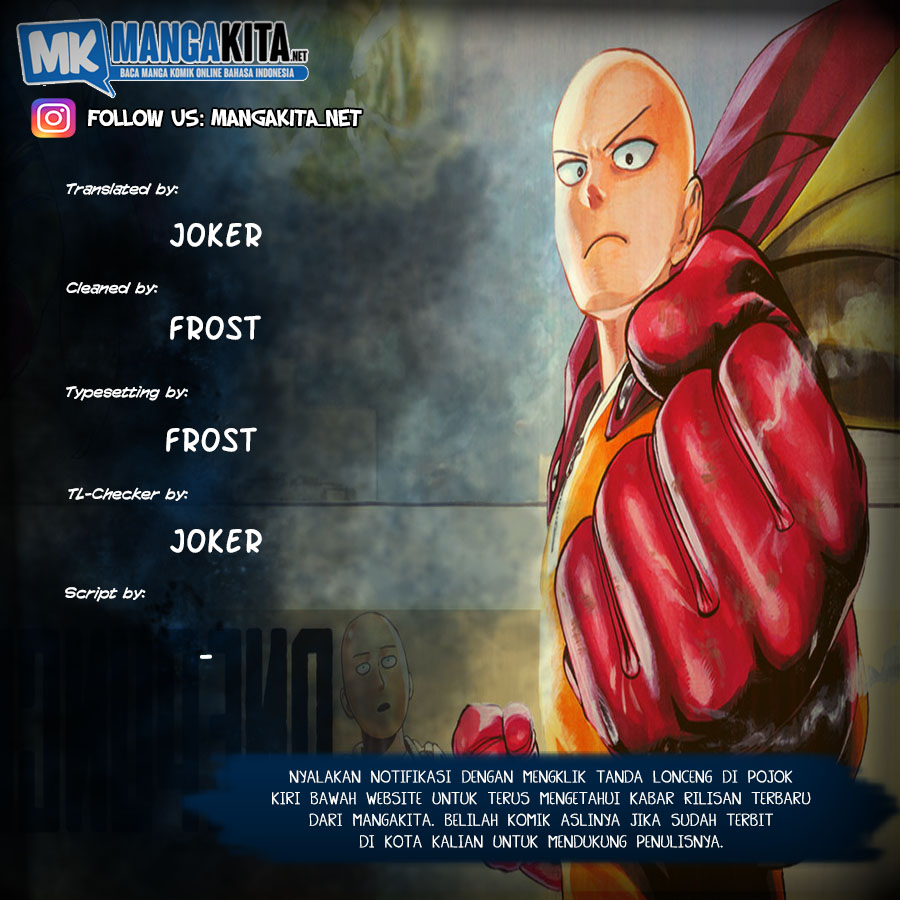 MK MANGAKITA.NET
BACA MANGA KOMIK ONLINE BAHASA INDONESIA
FOLLOW US: MANGAKITA_NET
Translated by:
JOKER
Cleaned by:
FROST
Typesetting by:
FROST
TL-Checker by:
JOKER
Script by:
-
NYALAKAN NOTIFIKASI DENGAN MENGKLIK TANDA LONCENG DI POJOK
KIRI BAWAH WEBSITE UNTUK TERUS MENGETAHUI KABAR RILISAN TERBARU
DARI MANGAKITA. BELILAH KOMIK ASLINYA JIKA SUDAH TERBIT
DI KOTA KALIAN UNTUK MENDUKUNG PENULISNYA.